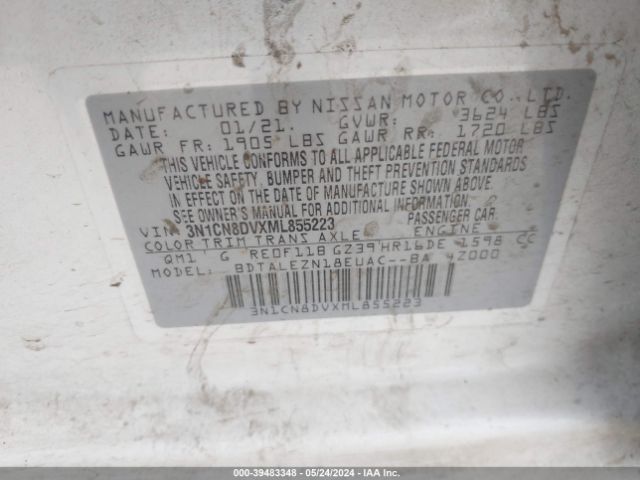 MANUFACTURED BY NISSAN MOTOR CO., LTD.
DATE: 01/21. GVWR: 3624 LBS
GAWR FR: 1905 LBS GAWR RR: 1720 LBS
THIS VEHICLE CONFORMS TO ALL APPLICABLE FEDERAL MOTOR
VEHICLE SAFETY, BUMPER AND THEFT PREVENTION STANDARDS
IN EFFECT ON THE DATE OF MANUFACTURE SHOWN ABOVE.
SEE OWNER'S MANUAL FOR ADDITIONAL INFORMATION.
VIN: 3N1CN8DVXML855223 PASSENGER CAR.
COLOR TRIM TRANS AXLE ENGINE
QM1 G RE0F11B GZ39 HR16DE 1598 CC
MODEL: BDTALEZN18EUAC--BA 4Z000
3N1CN8DVXML855223
000-39483348 - 05/24/2024 - IAA Inc.